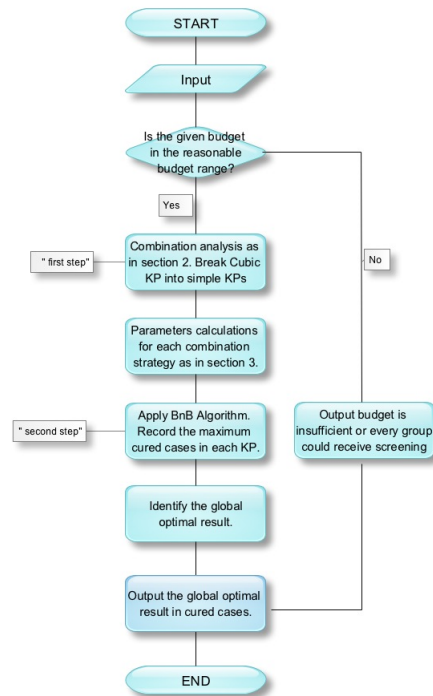 START
Input
Is the given budget
in the reasonable
budget range?
Yes
No
" first step"
Combination analysis as
in section 2. Break Cubic
KP into simple KPs
Parameters calculations
for each combination
strategy as in section 3.
" second step"
Apply BnB Algorithm.
Record the maximum
cured cases in each KP.
Output budget is
insufficient or every group
could receive screening
Identify the global
optimal result.
Output the global optimal
result in cured cases.
END